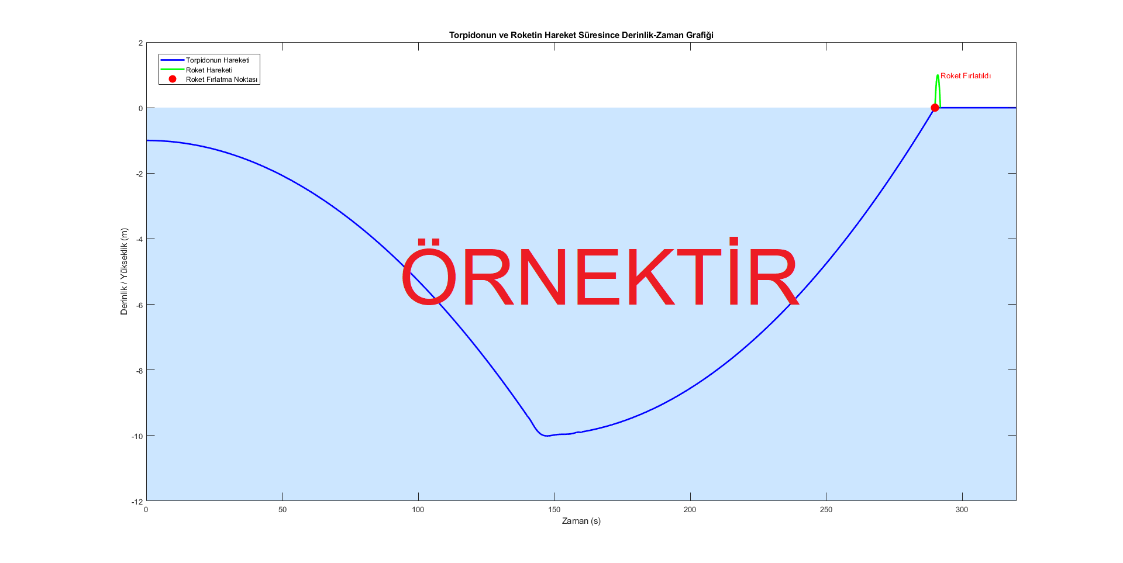 Torpidonun ve Roketin Hareket Süresince Derinlik-Zaman Grafiği
Torpidonun Hareketi
Roket Hareketi
Roket Fırlatma Noktası
Roket Fırlatıldı
2
0
-2
-4
-6
-8
-10
-12
Derinlik / Yükseklik (m)
ÖRNEKTİR
0
50
100
150
200
250
300
Zaman (s)